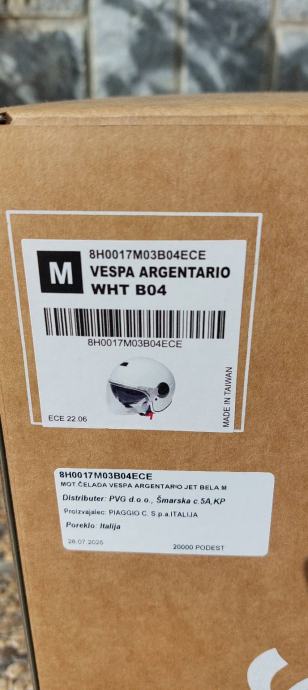 M
8H0017M03B04ECE
VESPA ARGENTARIO
WHT B04
8H0017M03B04ECE
ECE 22.06
MADE IN TAIWAN
8H0017M03B04ECE
MOT.ČELADA VESPA ARGENTARIO JET BELA M
Distributer: PVG d.o.o., Šmarska c.5A,KP
Proizvajalec: PIAGGIO C. S.p.a.ITALIJA
Poreklo: Italija
28.07.2025 20000 PODEST